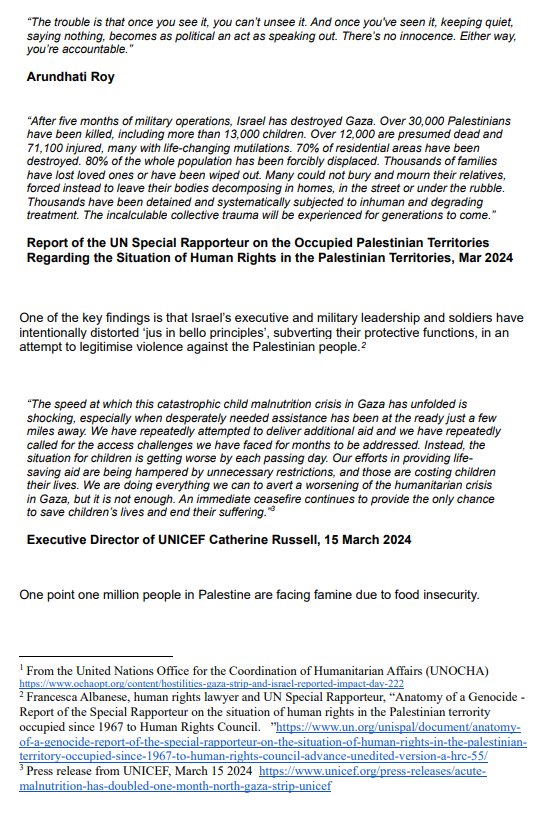 “The trouble is that once you see it, you can’t unsee it. And once you’ve seen it, keeping quiet,
saying nothing, becomes as political an act as speaking out. There’s no innocence. Either way,
you’re accountable.”
Arundhati Roy
“After five months of military operations, Israel has destroyed Gaza. Over 30,000 Palestinians
have been killed, including more than 13,000 children. Over 12,000 are presumed dead and
71,100 injured, many with life-changing mutilations. 70% of residential areas have been
destroyed. 80% of the whole population has been forcibly displaced. Thousands of families
have lost loved ones or have been wiped out. Many could not bury and mourn their relatives,
forced instead to leave their bodies decomposing in homes, in the street or under the rubble.
Thousands have been detained and systematically subjected to inhuman and degrading
treatment. The incalculable collective trauma will be experienced for generations to come.”
Report of the UN Special Rapporteur on the Occupied Palestinian Territories
Regarding the Situation of Human Rights in the Palestinian Territories, Mar 2024
One of the key findings is that Israel’s executive and military leadership and soldiers have
intentionally distorted ‘jus in bello principles’, subverting their protective functions, in an
attempt to legitimise violence against the Palestinian people.2
“The speed at which this catastrophic child malnutrition crisis in Gaza has unfolded is
shocking, especially when desperately needed assistance has been at the ready just a few
miles away. We have repeatedly attempted to deliver additional aid and we have repeatedly
called for the access challenges we have faced for months to be addressed. Instead, the
situation for children is getting worse by each passing day. Our efforts in providing life-
saving aid are being hampered by unnecessary restrictions, and those are costing children
their lives. We are doing everything we can to avert a worsening of the humanitarian crisis
in Gaza, but it is not enough. An immediate ceasefire continues to provide the only chance
to save children’s lives and end their suffering.”3
Executive Director of UNICEF Catherine Russell, 15 March 2024
One point one million people in Palestine are facing famine due to food insecurity.
1 From the United Nations Office for the Coordination of Humanitarian Affairs (UNOCHA)
https://www.ochaopt.org/content/hostilities-gaza-strip-and-israel-reported-impact-day-222
2 Francesca Albanese, human rights lawyer and UN Special Rapporteur, “Anatomy of a Genocide -
Report of the Special Rapporteur on the situation of human rights in the Palestinian terrority
occupied since 1967 to Human Rights Council. ”https://www.un.org/unispal/document/anatomy-
of-a-genocide-report-of-the-special-rapporteur-on-the-situation-of-human-rights-in-the-palestinian-
territory-occupied-since-1967-to-human-rights-council-advance-unedited-version-a-hrc-55/
3 Press release from UNICEF, March 15 2024 https://www.unicef.org/press-releases/acute-
malnutrition-has-doubled-one-month-north-gaza-strip-unicef